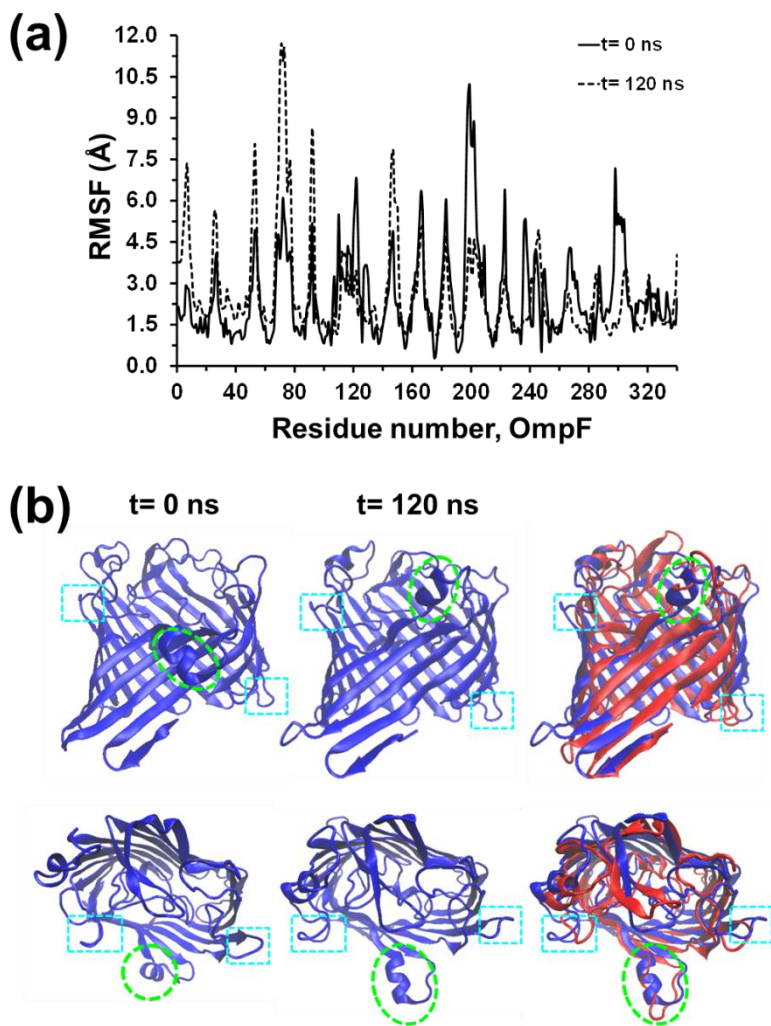 (a)
12.0
10.5
9.0
7.5
6.0
4.5
3.0
1.5
0.0
RMSF (Å)
t= 0 ns
t= 120 ns
0 40 80 120 160 200 240 280 320
Residue number, OmpF
(b)
t= 0 ns t= 120 ns